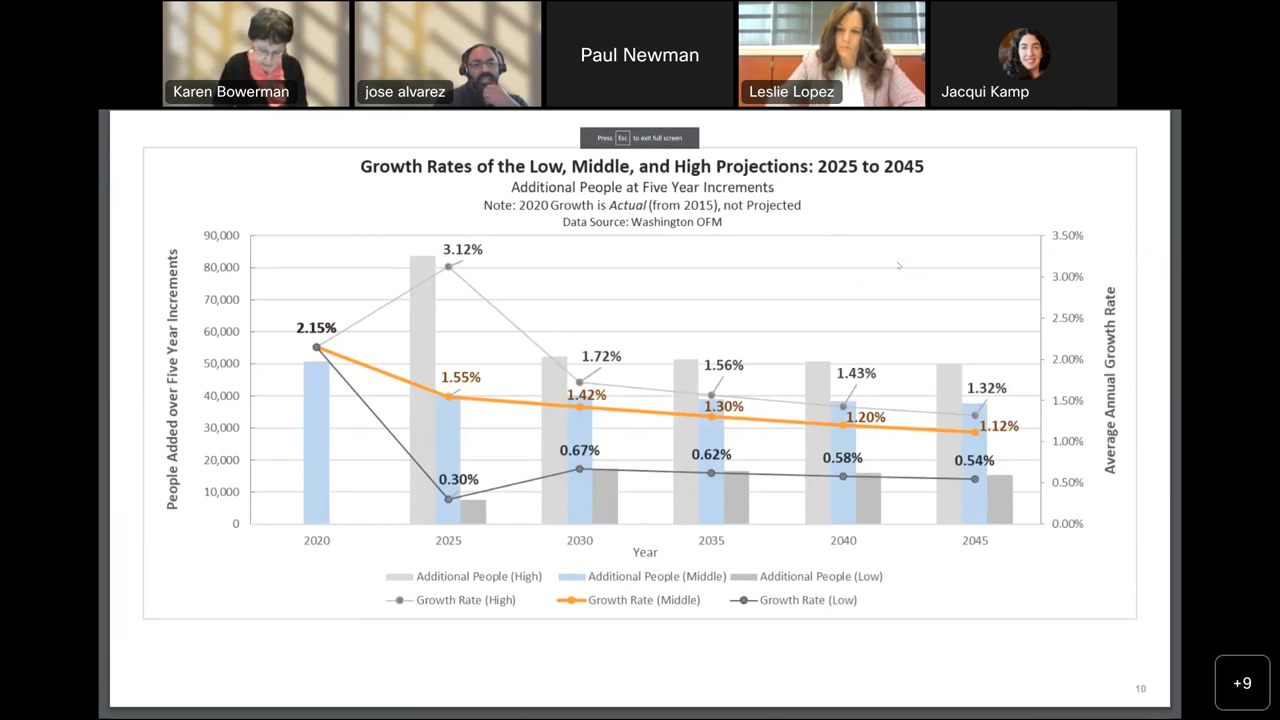 Karen Bowerman
jose alvarez
Paul Newman
Leslie Lopez
Jacqui Kamp
Press Esc to exit full screen
Growth Rates of the Low, Middle, and High Projections: 2025 to 2045
Additional People at Five Year Increments
Note: 2020 Growth is Actual (from 2015), not Projected
Data Source: Washington OFM
People Added over Five Year Increments
90,000
80,000
70,000
60,000
50,000
40,000
30,000
20,000
10,000
0
2.15%
3.12%
1.72%
1.56%
1.43%
1.32%
1.55%
1.42%
1.30%
1.20%
1.12%
0.30%
0.67%
0.62%
0.58%
0.54%
3.50%
3.00%
2.50%
2.00%
1.50%
1.00%
0.50%
0.00%
Average Annual Growth Rate
2020 2025 2030 2035 2040 2045
Year
Additional People (High) Additional People (Middle) Additional People (Low)
Growth Rate (High) Growth Rate (Middle) Growth Rate (Low)
10
+9